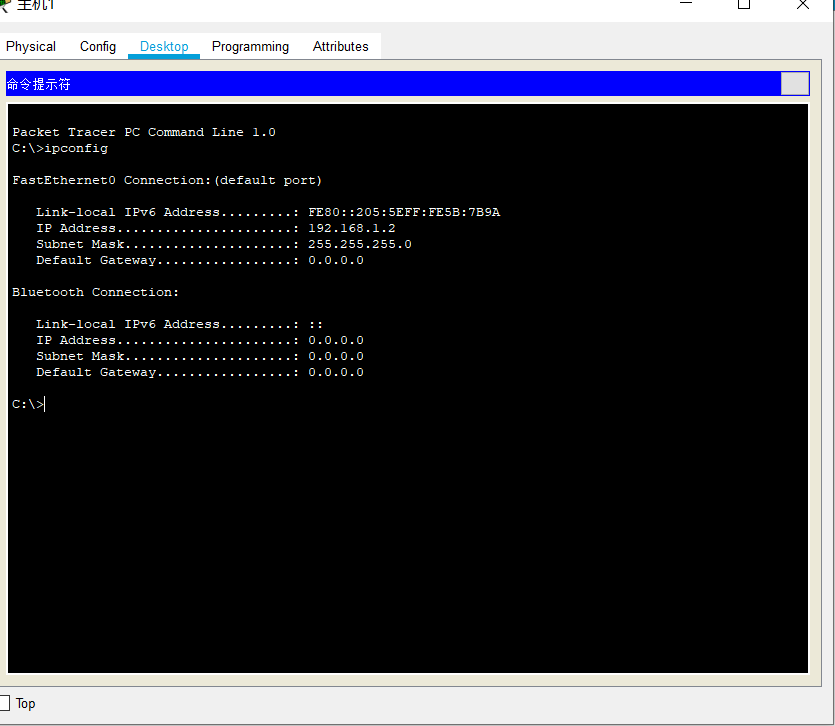 主机1
Physical Config Desktop Programming Attributes
命令提示符
Packet Tracer PC Command Line 1.0
C:\>ipconfig
FastEthernet0 Connection:(default port)
Link-local IPv6 Address.........: FE80::205:5EFF:FE5B:7B9A
IP Address......................: 192.168.1.2
Subnet Mask.....................: 255.255.255.0
Default Gateway.................: 0.0.0.0
Bluetooth Connection:
Link-local IPv6 Address.........: ::
IP Address......................: 0.0.0.0
Subnet Mask.....................: 0.0.0.0
Default Gateway.................: 0.0.0.0
C:\>
Top